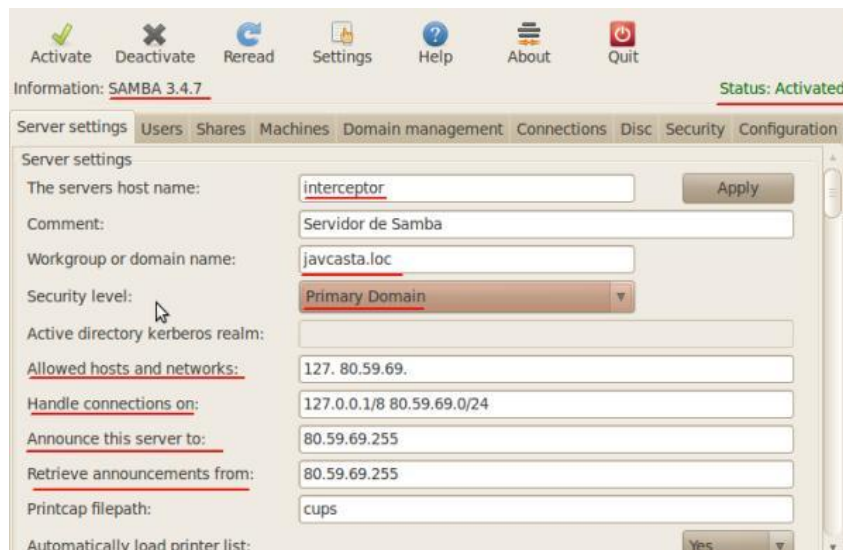 Activate Deactivate Reread Settings Help About Quit
Information: SAMBA 3.4.7 Status: Activated
Server settings Users Shares Machines Domain management Connections Disc Security Configuration
Server settings
The servers host name: interceptor Apply
Comment: Servidor de Samba
Workgroup or domain name: javcasta.loc
Security level: Primary Domain
Active directory kerberos realm:
Allowed hosts and networks: 127. 80.59.69.
Handle connections on: 127.0.0.1/8 80.59.69.0/24
Announce this server to: 80.59.69.255
Retrieve announcements from: 80.59.69.255
Printcap filepath: cups
Automatically load printer list: Yes